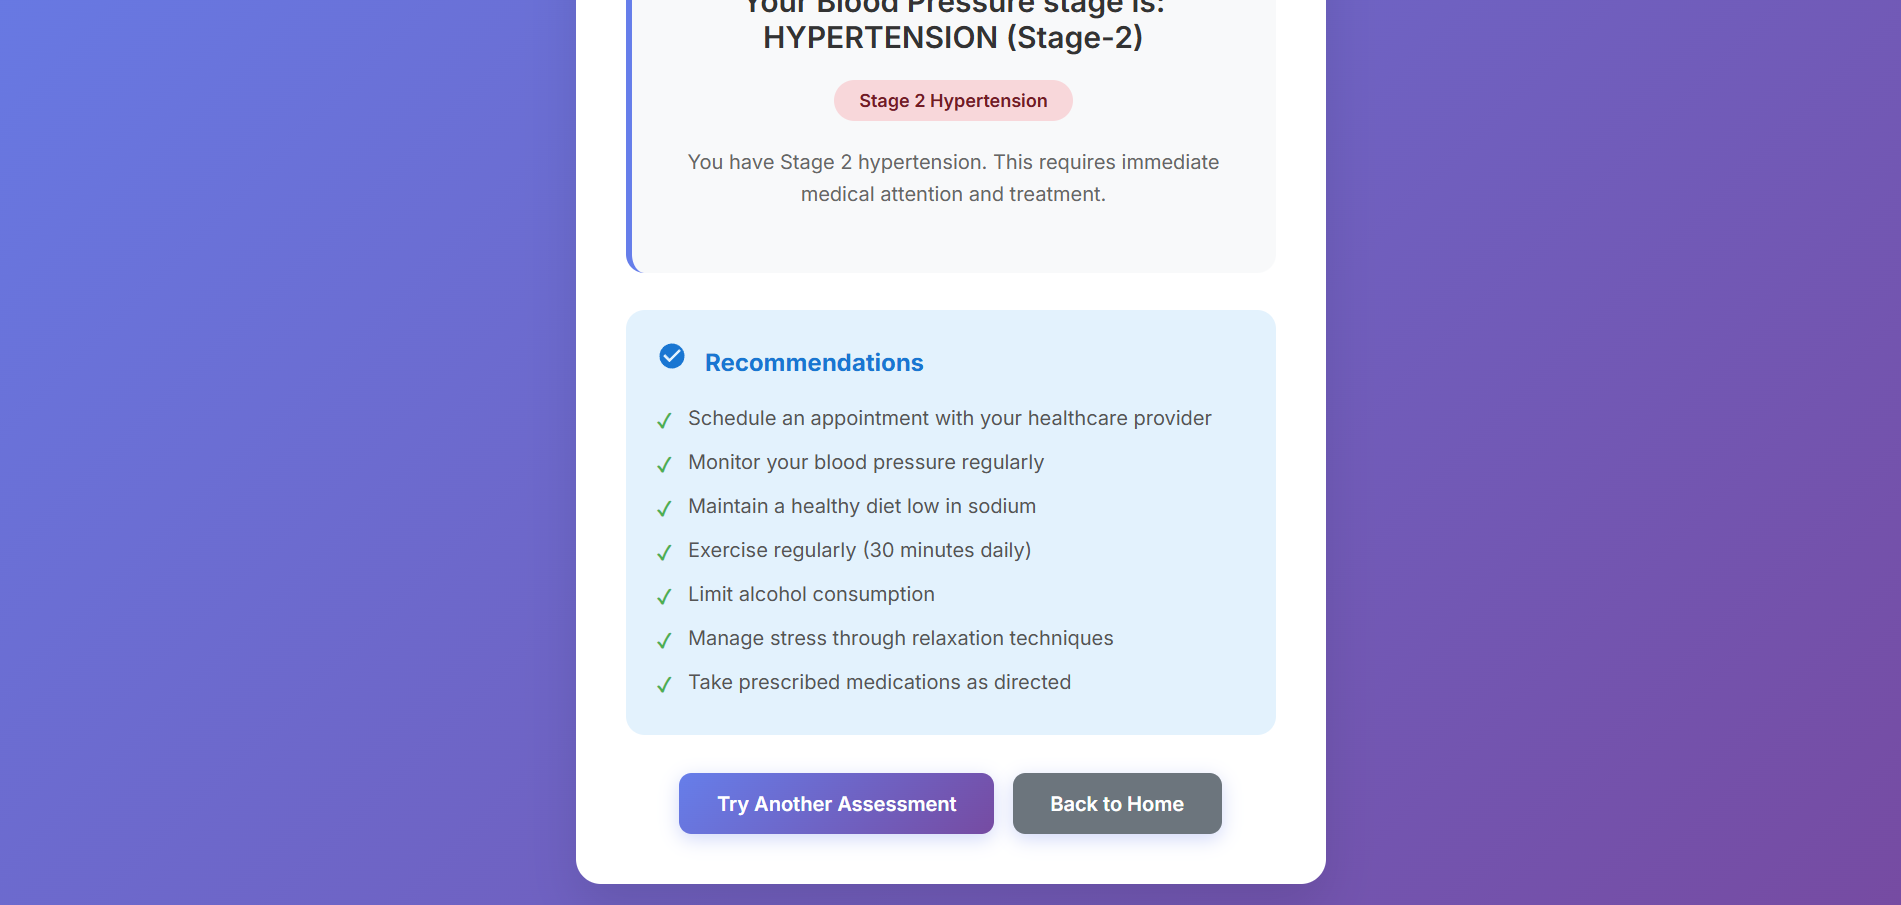 Your Blood Pressure stage is:
HYPERTENSION (Stage-2)
Stage 2 Hypertension
You have Stage 2 hypertension. This requires immediate
medical attention and treatment.
Recommendations
✓ Schedule an appointment with your healthcare provider
✓ Monitor your blood pressure regularly
✓ Maintain a healthy diet low in sodium
✓ Exercise regularly (30 minutes daily)
✓ Limit alcohol consumption
✓ Manage stress through relaxation techniques
✓ Take prescribed medications as directed
Try Another Assessment
Back to Home